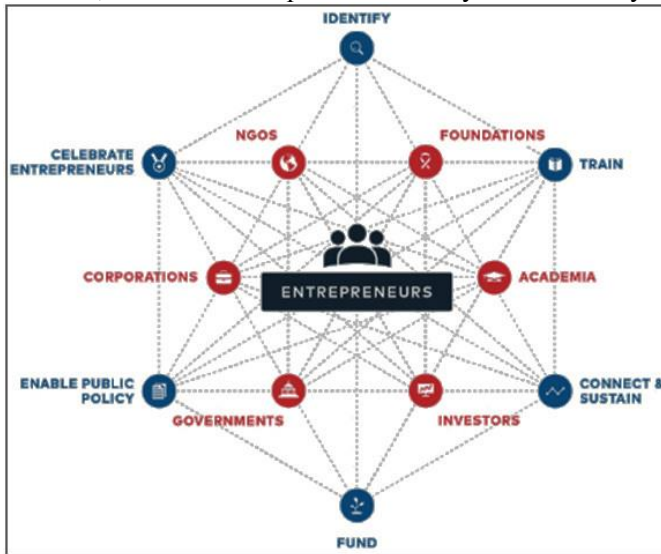 IDENTIFY
NGOS
FOUNDATIONS
CELEBRATE
ENTREPRENEURS
TRAIN
CORPORATIONS
ACADEMIA
ENTREPRENEURS
ENABLE PUBLIC
POLICY
CONNECT &
SUSTAIN
GOVERNMENTS
INVESTORS
FUND